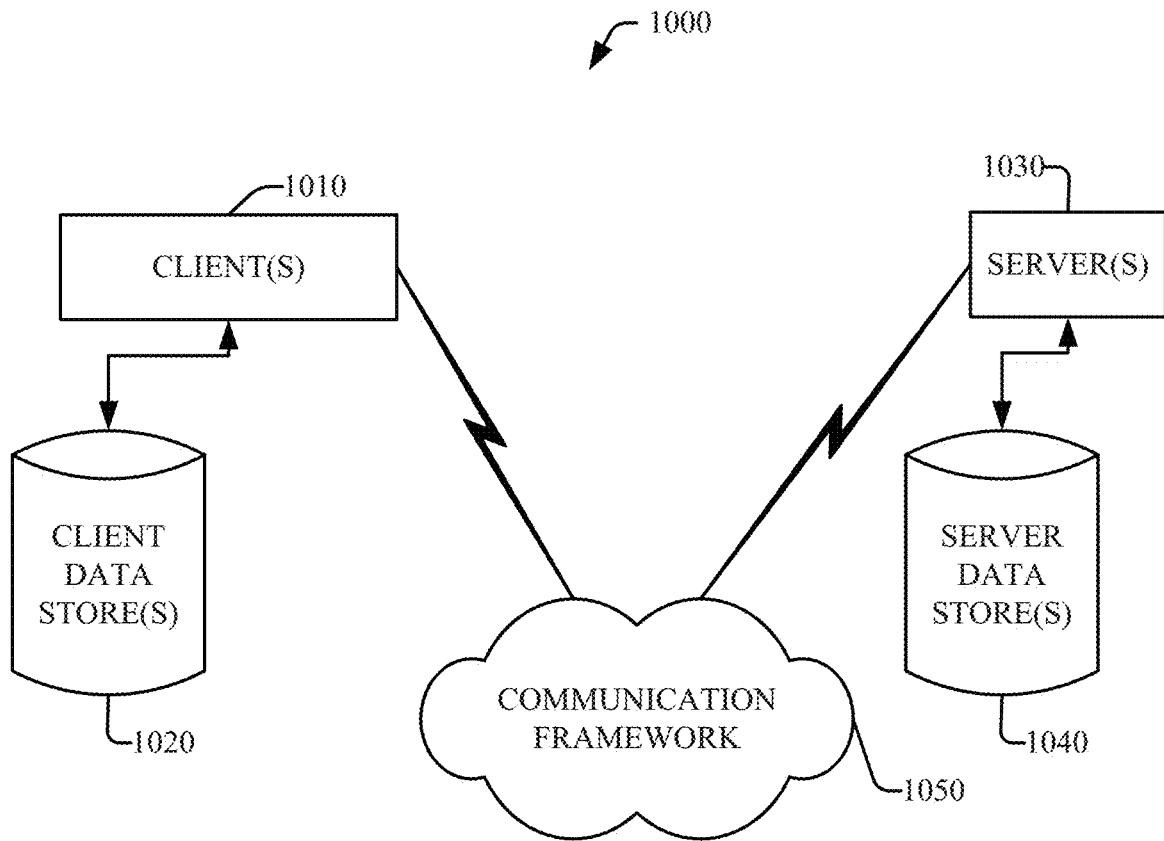 1000
1010
1030
CLIENT(S)
SERVER(S)
CLIENT
DATA
STORE(S)
SERVER
DATA
STORE(S)
COMMUNICATION
FRAMEWORK
1020
1040
1050